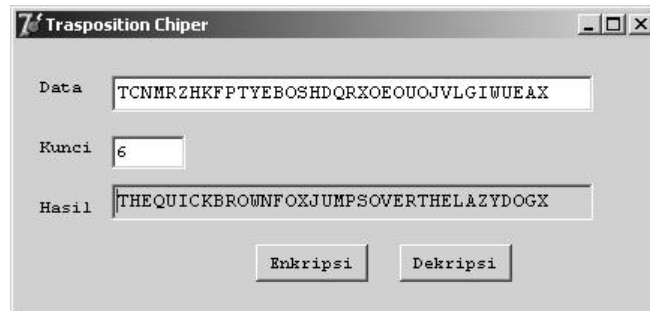 Trasposition Chiper
Data TCNMRZHKFPTYEBOSHDQRXOEOUOJVLGIWUEAX
Kunci 6
Hasil THEQUICKBROWNFOXJUMPSOVERTHELAZYDOGX
Enkripsi Dekripsi